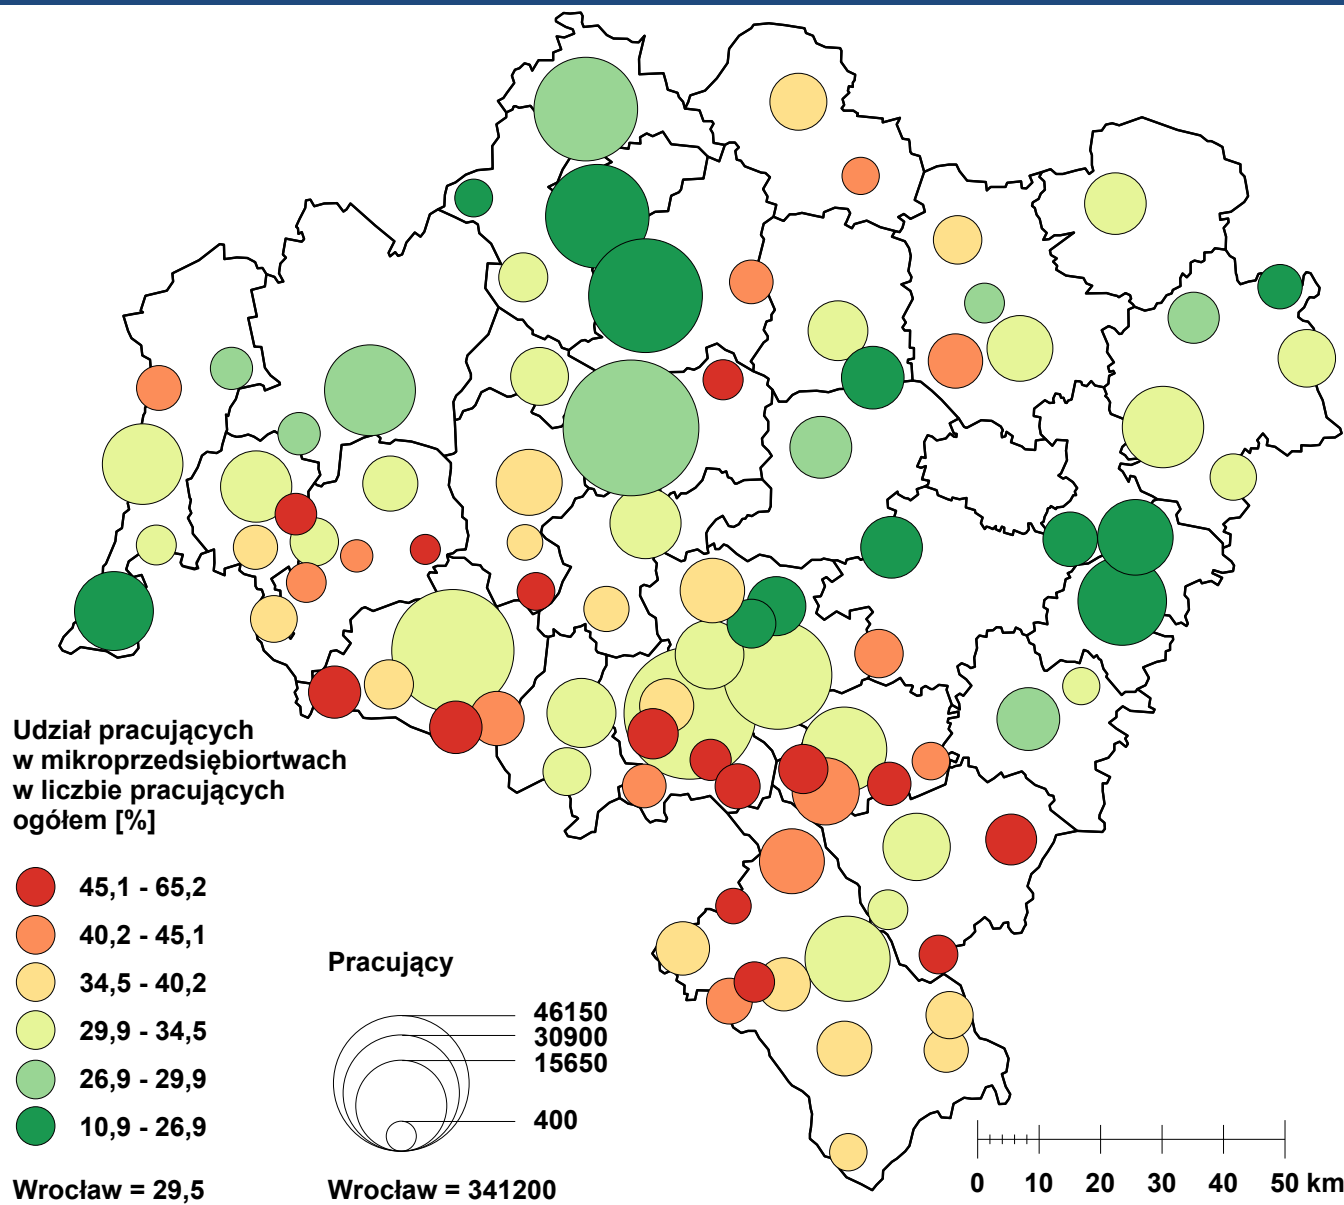 Udział pracujących
w mikroprzedsiębiortwach
w liczbie pracujących
ogółem [%]
45,1 - 65,2
40,2 - 45,1
34,5 - 40,2
29,9 - 34,5
26,9 - 29,9
10,9 - 26,9
Wrocław = 29,5
Pracujący
46150
30900
15650
400
Wrocław = 341200
0 10 20 30 40 50 km